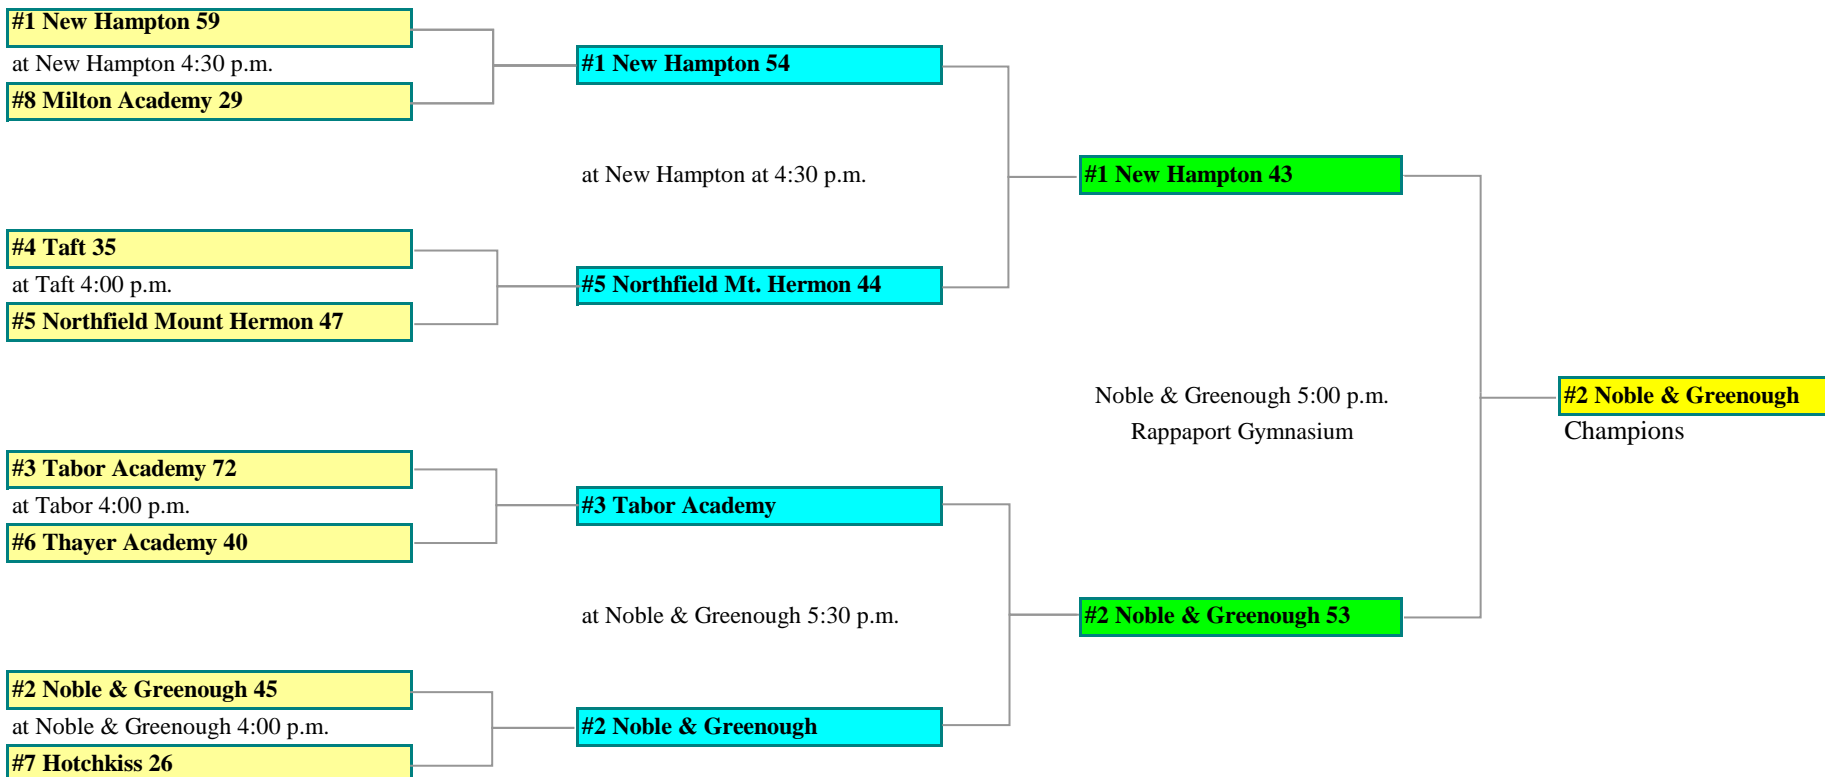 #1 New Hampton 59
at New Hampton 4:30 p.m.
#8 Milton Academy 29
#4 Taft 35
at Taft 4:00 p.m.
#5 Northfield Mount Hermon 47
#3 Tabor Academy 72
at Tabor 4:00 p.m.
#6 Thayer Academy 40
#2 Noble & Greenough 45
at Noble & Greenough 4:00 p.m.
#7 Hotchkiss 26
#1 New Hampton 54
at New Hampton at 4:30 p.m.
#5 Northfield Mt. Hermon 44
#3 Tabor Academy
at Noble & Greenough 5:30 p.m.
#2 Noble & Greenough
#1 New Hampton 43
Noble & Greenough 5:00 p.m.
Rappaport Gymnasium
#2 Noble & Greenough 53
#2 Noble & Greenough
Champions